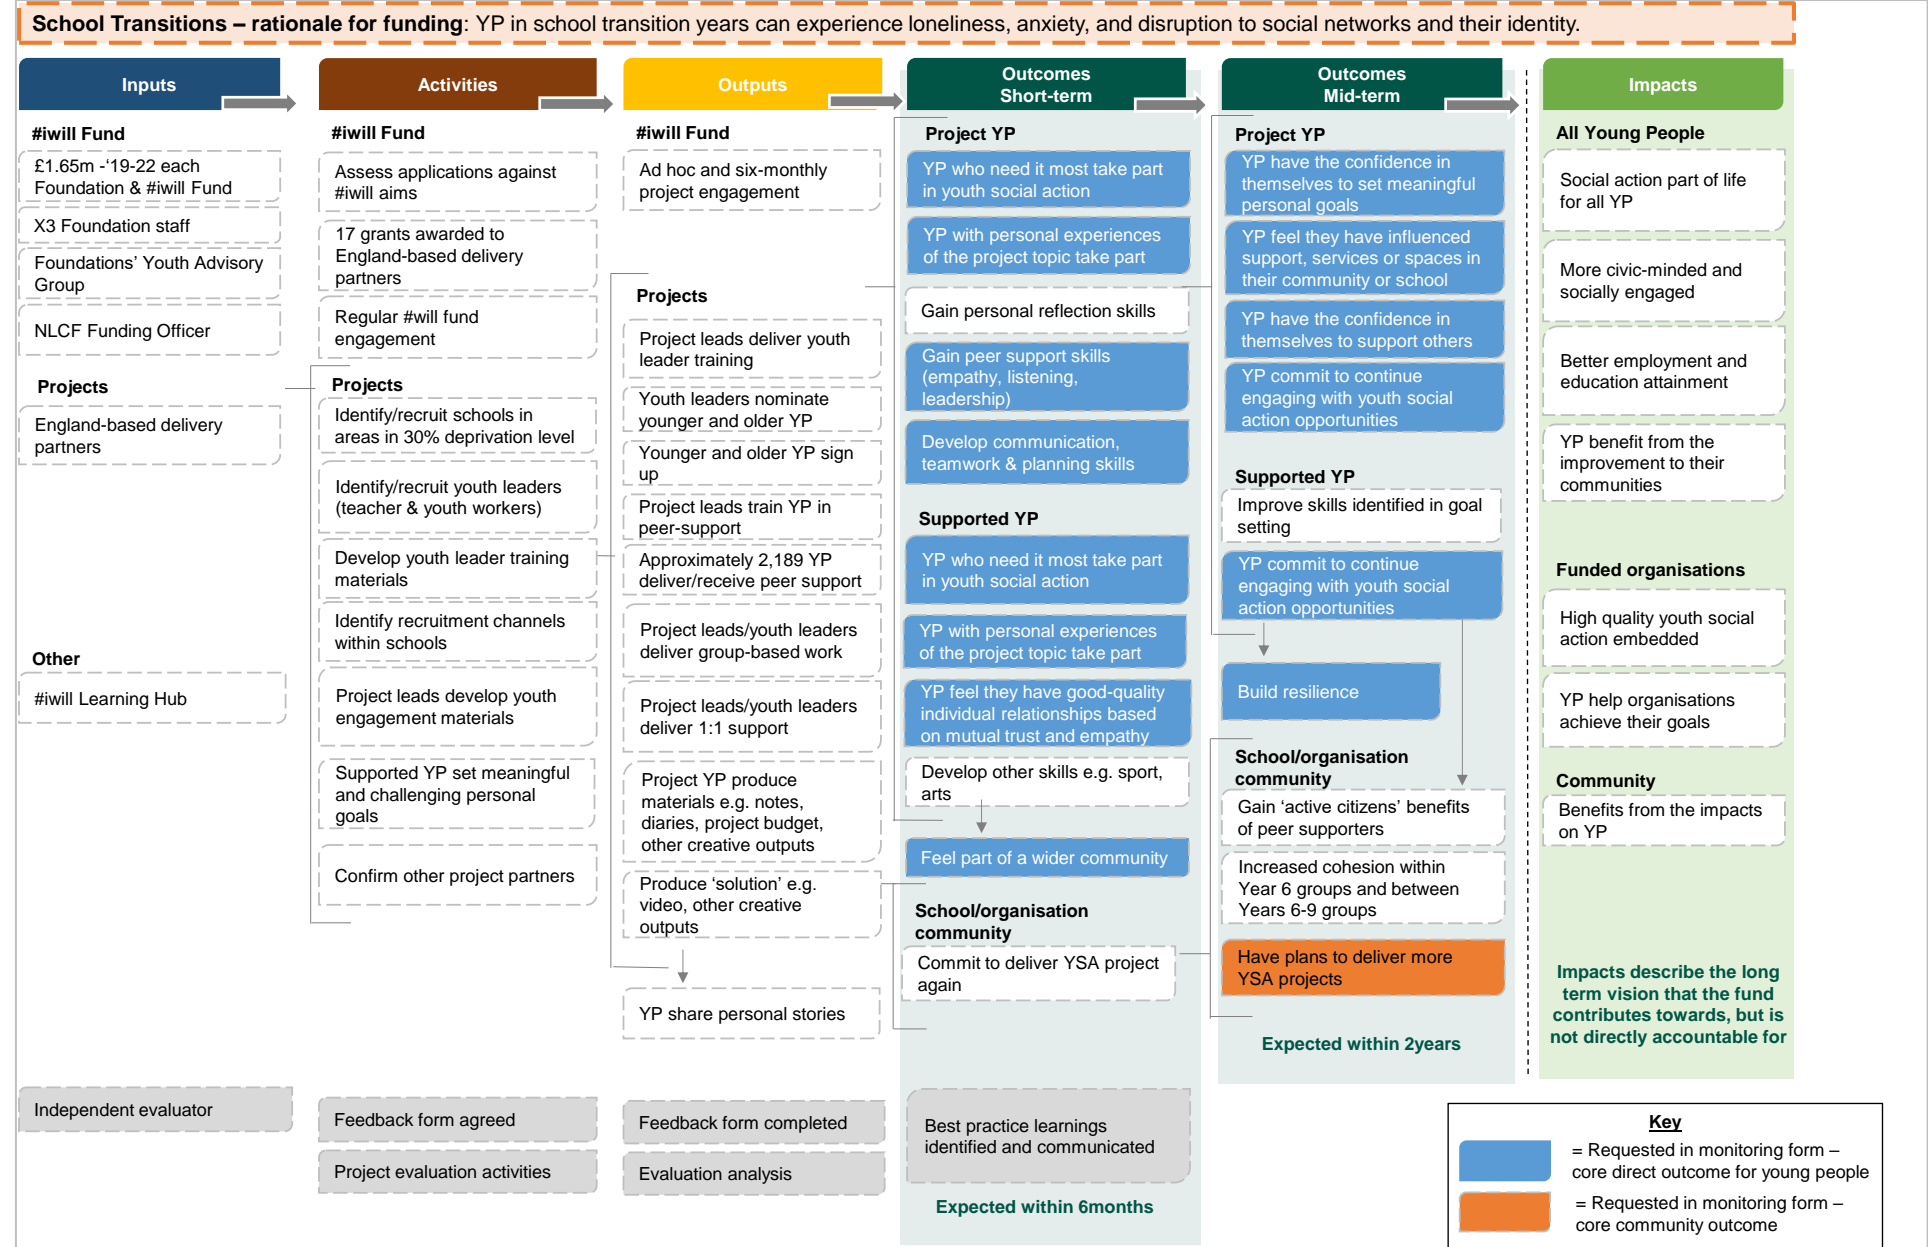 School Transitions – rationale for funding: YP in school transition years can experience loneliness, anxiety, and disruption to social networks and their identity.
Inputs
#iwill Fund
£1.65m -‘19-22 each
Foundation & #iwill Fund
X3 Foundation staff
Foundations’ Youth Advisory
Group
NLCF Funding Officer
Projects
England-based delivery
partners
Other
#iwill Learning Hub
Independent evaluator
Activities
#iwill Fund
Assess applications against
#iwill aims
17 grants awarded to
England-based delivery
partners
Regular #will fund
engagement
Projects
Identify/recruit schools in
areas in 30% deprivation level
Identify/recruit youth leaders
(teacher & youth workers)
Develop youth leader training
materials
Identify recruitment channels
within schools
Project leads develop youth
engagement materials
Supported YP set meaningful
and challenging personal
goals
Confirm other project partners
Feedback form agreed
Project evaluation activities
Outputs
#iwill Fund
Ad hoc and six-monthly
project engagement
Projects
Project leads deliver youth
leader training
Youth leaders nominate
younger and older YP
Younger and older YP sign
up
Project leads train YP in
peer-support
Approximately 2,189 YP
deliver/receive peer support
Project leads/youth leaders
deliver group-based work
Project leads/youth leaders
deliver 1:1 support
Project YP produce
materials e.g. notes,
diaries, project budget,
other creative outputs
Produce ‘solution’ e.g.
video, other creative
outputs
YP share personal stories
Feedback form completed
Evaluation analysis
Outcomes
Short-term
Project YP
YP who need it most take part
in youth social action
YP with personal experiences
of the project topic take part
Gain personal reflection skills
Gain peer support skills
(empathy, listening,
leadership)
Develop communication,
teamwork & planning skills
Supported YP
YP who need it most take part
in youth social action
YP with personal experiences
of the project topic take part
YP feel they have good-quality
individual relationships based
on mutual trust and empathy
Develop other skills e.g. sport,
arts
Feel part of a wider community
School/organisation
community
Commit to deliver YSA project
again
Best practice learnings
identified and communicated
Expected within 6months
Outcomes
Mid-term
Project YP
YP have the confidence in
themselves to set meaningful
personal goals
YP feel they have influenced
support, services or spaces in
their community or school
YP have the confidence in
themselves to support others
YP commit to continue
engaging with youth social
action opportunities
Supported YP
Improve skills identified in goal
setting
YP commit to continue
engaging with youth social
action opportunities
Build resilience
School/organisation
community
Gain ‘active citizens’ benefits
of peer supporters
Increased cohesion within
Year 6 groups and between
Years 6-9 groups
Have plans to deliver more
YSA projects
Expected within 2years
Impacts
All Young People
Social action part of life
for all YP
More civic-minded and
socially engaged
Better employment and
education attainment
YP benefit from the
improvement to their
communities
Funded organisations
High quality youth social
action embedded
YP help organisations
achieve their goals
Community
Benefits from the impacts
on YP
Impacts describe the long
term vision that the fund
contributes towards, but is
not directly accountable for
Key
= Requested in monitoring form –
core direct outcome for young people
= Requested in monitoring form –
core community outcome